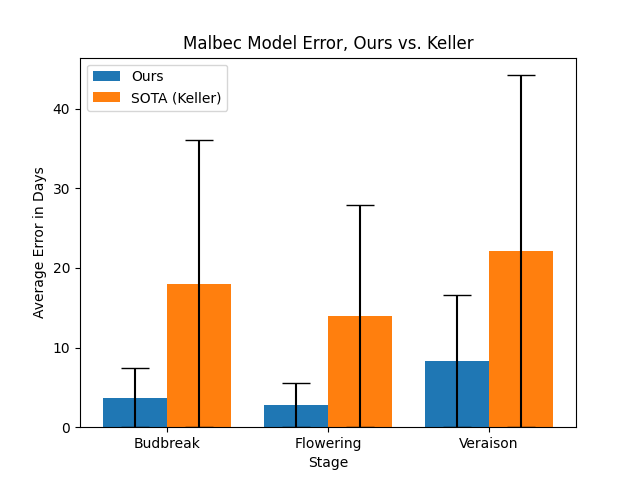 Malbec Model Error, Ours vs. Keller
Ours
SOTA (Keller)
Average Error in Days
40
30
20
10
0
Budbreak
Flowering
Veraison
Stage